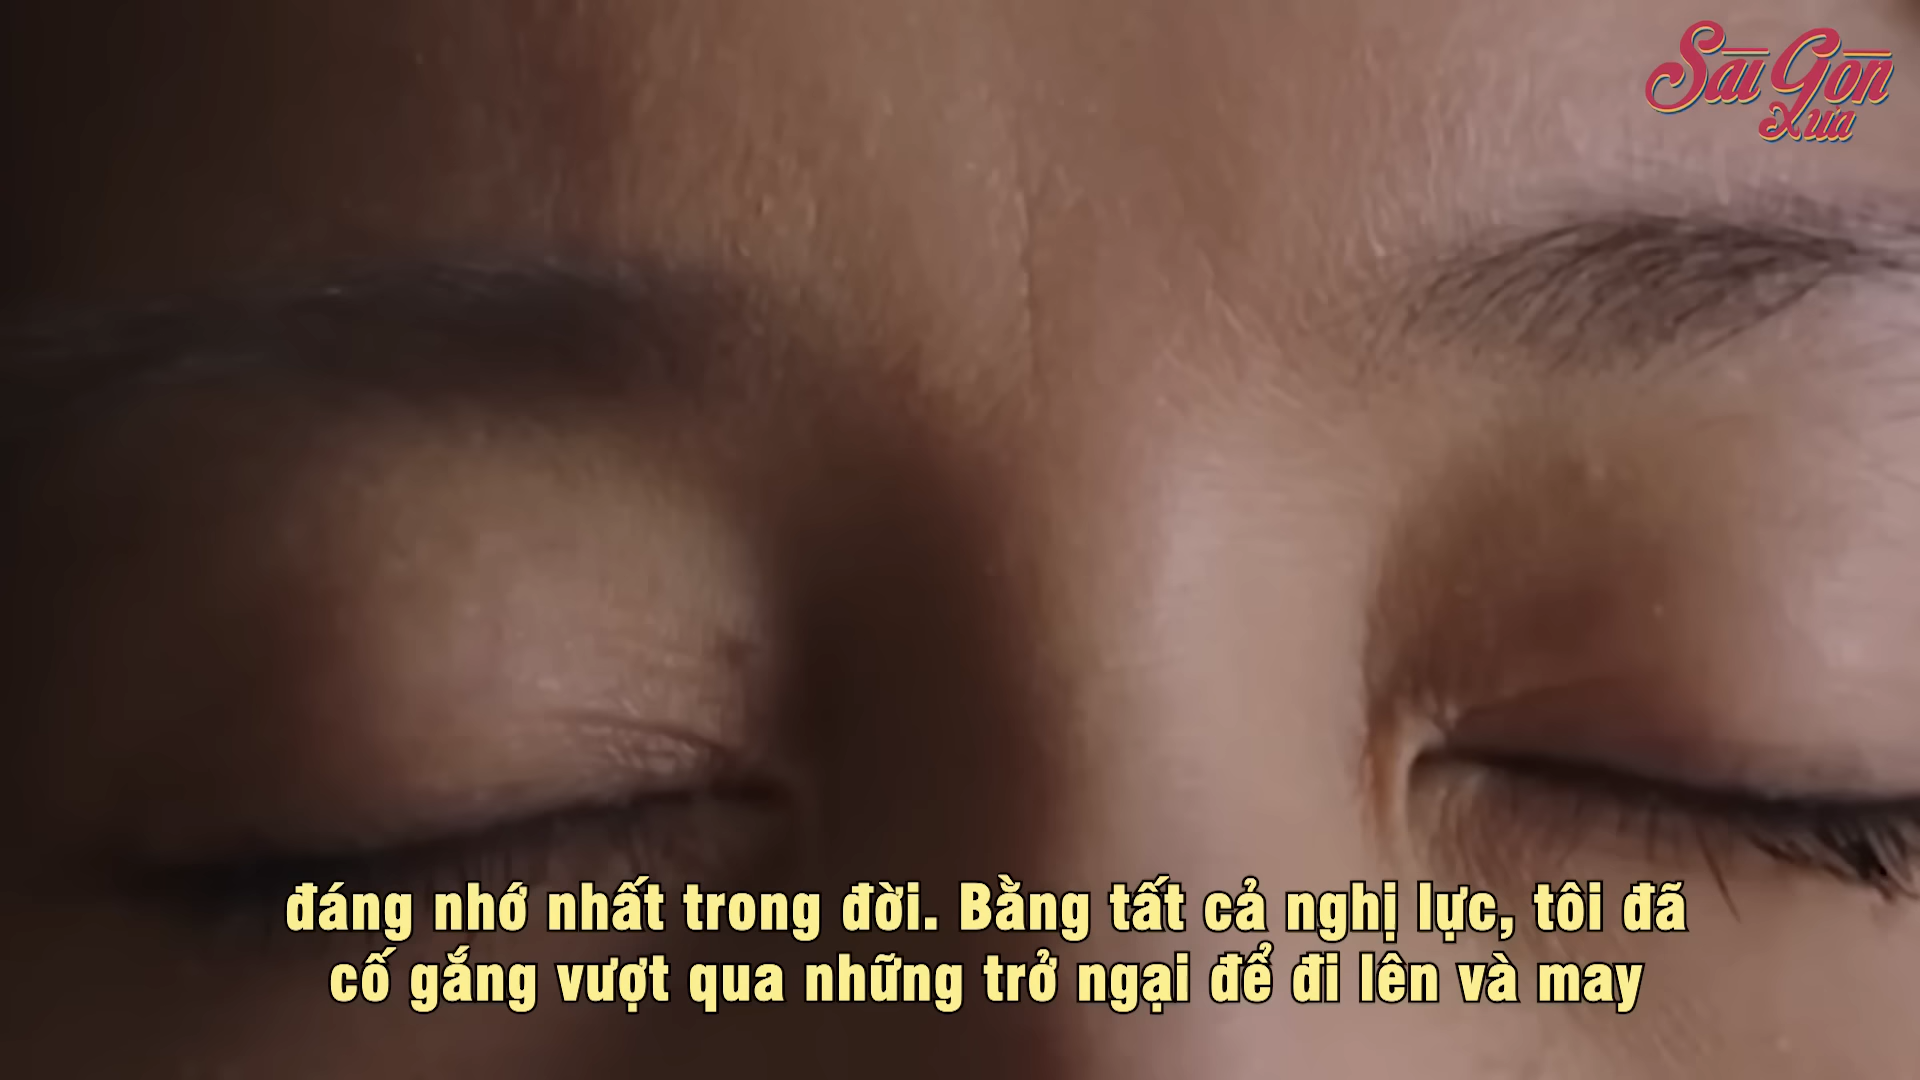 Sài Gòn
Xưa
đáng nhớ nhất trong đời. Bằng tất cả nghị lực, tôi đã
cố gắng vượt qua những trở ngại để đi lên và may